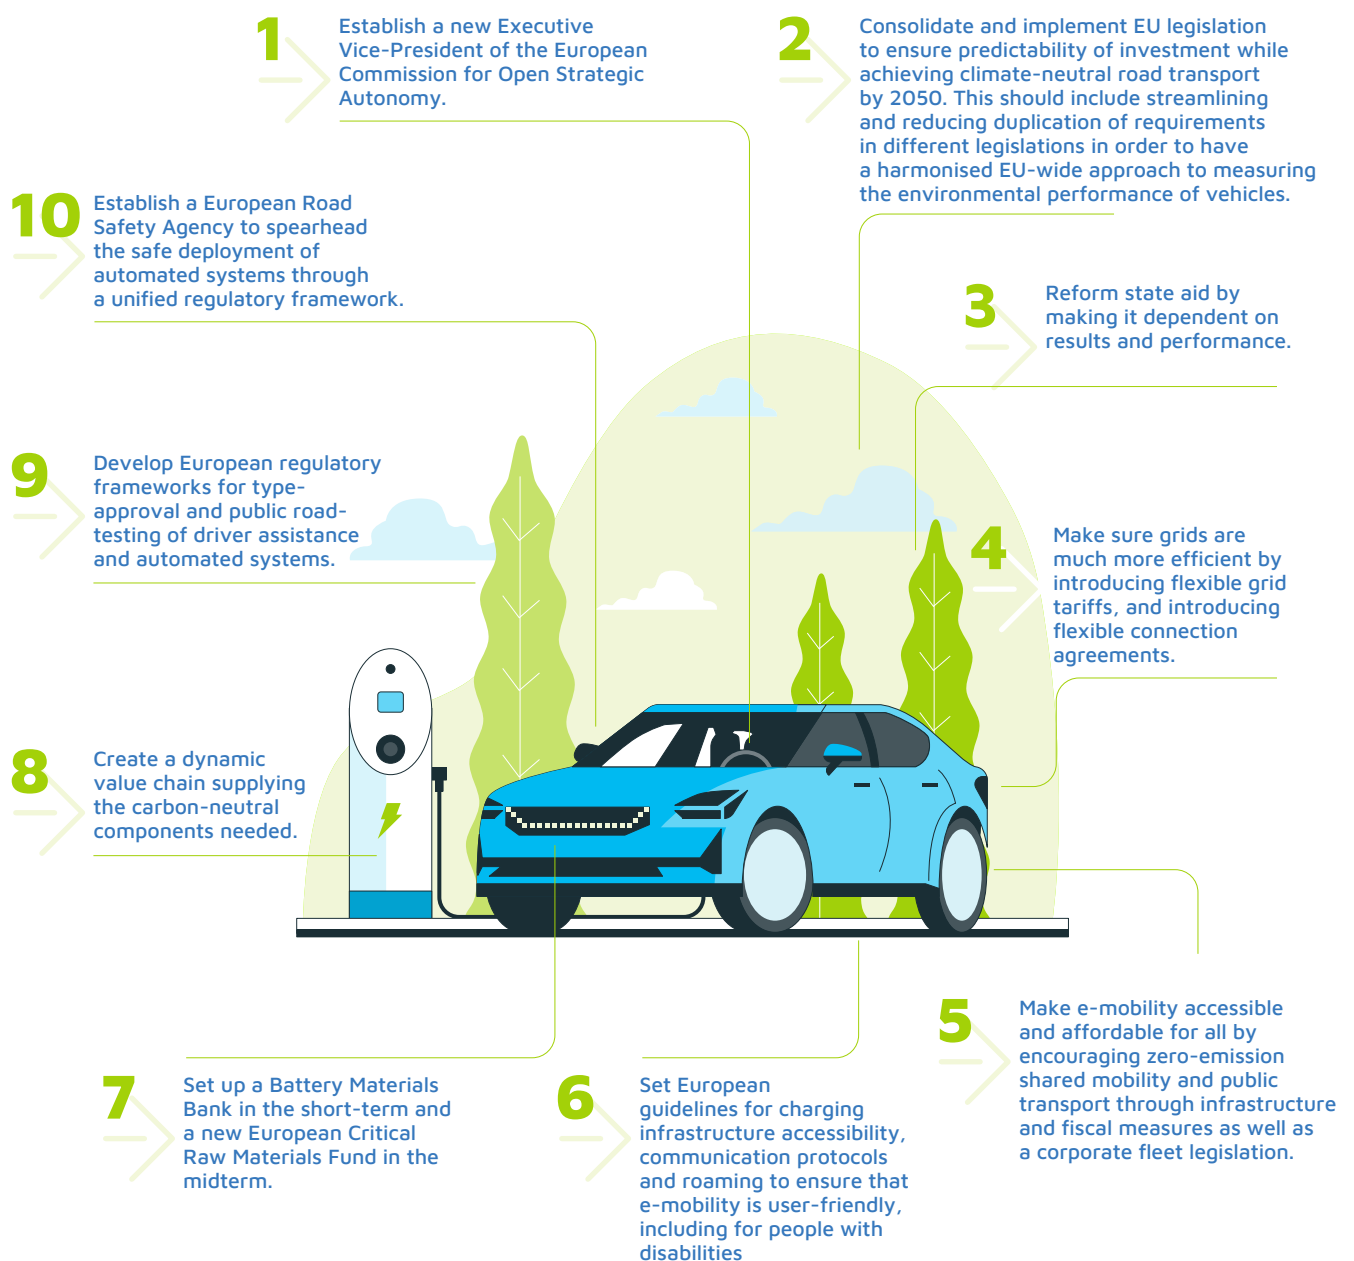 1
Establish a new Executive
Vice-President of the European
Commission for Open Strategic
Autonomy.
2
Consolidate and implement EU legislation
to ensure predictability of investment while
achieving climate-neutral road transport
by 2050. This should include streamlining
and reducing duplication of requirements
in different legislations in order to have
a harmonised EU-wide approach to measuring
the environmental performance of vehicles.
3
Reform state aid by
making it dependent on
results and performance.
4
Make sure grids are
much more efficient by
introducing flexible grid
tariffs, and introducing
flexible connection
agreements.
5
Make e-mobility accessible
and affordable for all by
encouraging zero-emission
shared mobility and public
transport through infrastructure
and fiscal measures as well as
a corporate fleet legislation.
6
Set European
guidelines for charging
infrastructure accessibility,
communication protocols
and roaming to ensure that
e-mobility is user-friendly,
including for people with
disabilities
7
Set up a Battery Materials
Bank in the short-term and
a new European Critical
Raw Materials Fund in the
midterm.
8
Create a dynamic
value chain supplying
the carbon-neutral
components needed.
9
Develop European regulatory
frameworks for type-
approval and public road-
testing of driver assistance
and automated systems.
10
Establish a European Road
Safety Agency to spearhead
the safe deployment of
automated systems through
a unified regulatory framework.